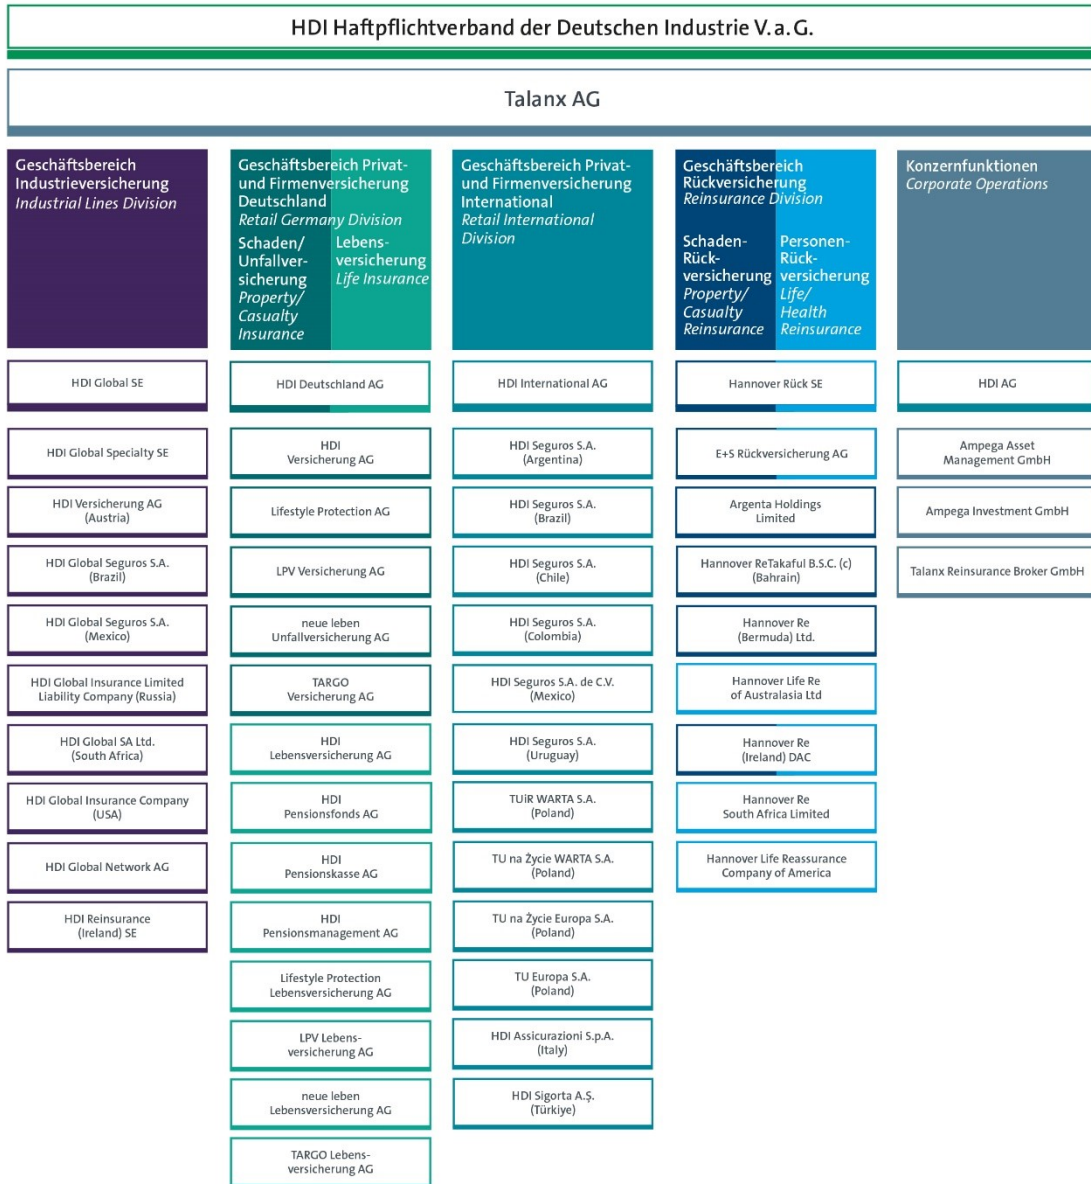 HDI Haftpflichtverband der Deutschen Industrie V. a. G.
Talanx AG
Geschäftsbereich
Industrieversicherung
Industrial Lines Division
Geschäftsbereich Privat-
und Firmenversicherung
Deutschland
Retail Germany Division
Schaden/
Unfallver-
sicherung
Property/
Casualty
Insurance
Lebens-
versicherung
Life Insurance
Geschäftsbereich Privat-
und Firmenversicherung
International
Retail International
Division
Geschäftsbereich
Rückversicherung
Reinsurance Division
Schaden-
Rück-
versicherung
Property/
Casualty
Reinsurance
Personen-
Rück-
versicherung
Life/
Health
Reinsurance
Konzernfunktionen
Corporate Operations
HDI Global SE
HDI Global Specialty SE
HDI Versicherung AG
(Austria)
HDI Global Seguros S.A.
(Brazil)
HDI Global Seguros S.A.
(Mexico)
HDI Global Insurance Limited
Liability Company (Russia)
HDI Global SA Ltd.
(South Africa)
HDI Global Insurance Company
(USA)
HDI Global Network AG
HDI Reinsurance
(Ireland) SE
HDI Deutschland AG
HDI
Versicherung AG
Lifestyle Protection AG
LPV Versicherung AG
neue leben
Unfallversicherung AG
TARGO
Versicherung AG
HDI
Lebensversicherung AG
HDI
Pensionsfonds AG
HDI
Pensionskasse AG
HDI
Pensionsmanagement AG
Lifestyle Protection
Lebensversicherung AG
LPV Lebens-
versicherung AG
neue leben
Lebensversicherung AG
TARGO Lebens-
versicherung AG
HDI International AG
HDI Seguros S.A.
(Argentina)
HDI Seguros S.A.
(Brazil)
HDI Seguros S.A.
(Chile)
HDI Seguros S.A.
(Colombia)
HDI Seguros S.A. de C.V.
(Mexico)
HDI Seguros S.A.
(Uruguay)
TUiR WARTA S.A.
(Poland)
TU na Życie WARTA S.A.
(Poland)
TU na Życie Europa S.A.
(Poland)
TU Europa S.A.
(Poland)
HDI Assicurazioni S.p.A.
(Italy)
HDI Sigorta A.Ş.
(Türkiye)
Hannover Rück SE
E+S Rückversicherung AG
Argenta Holdings
Limited
Hannover ReTakaful B.S.C. (c)
(Bahrain)
Hannover Re
(Bermuda) Ltd.
Hannover Life Re
of Australasia Ltd
Hannover Re
(Ireland) DAC
Hannover Re
South Africa Limited
Hannover Life Reassurance
Company of America
HDI AG
Ampega Asset
Management GmbH
Ampega Investment GmbH
Talanx Reinsurance Broker GmbH